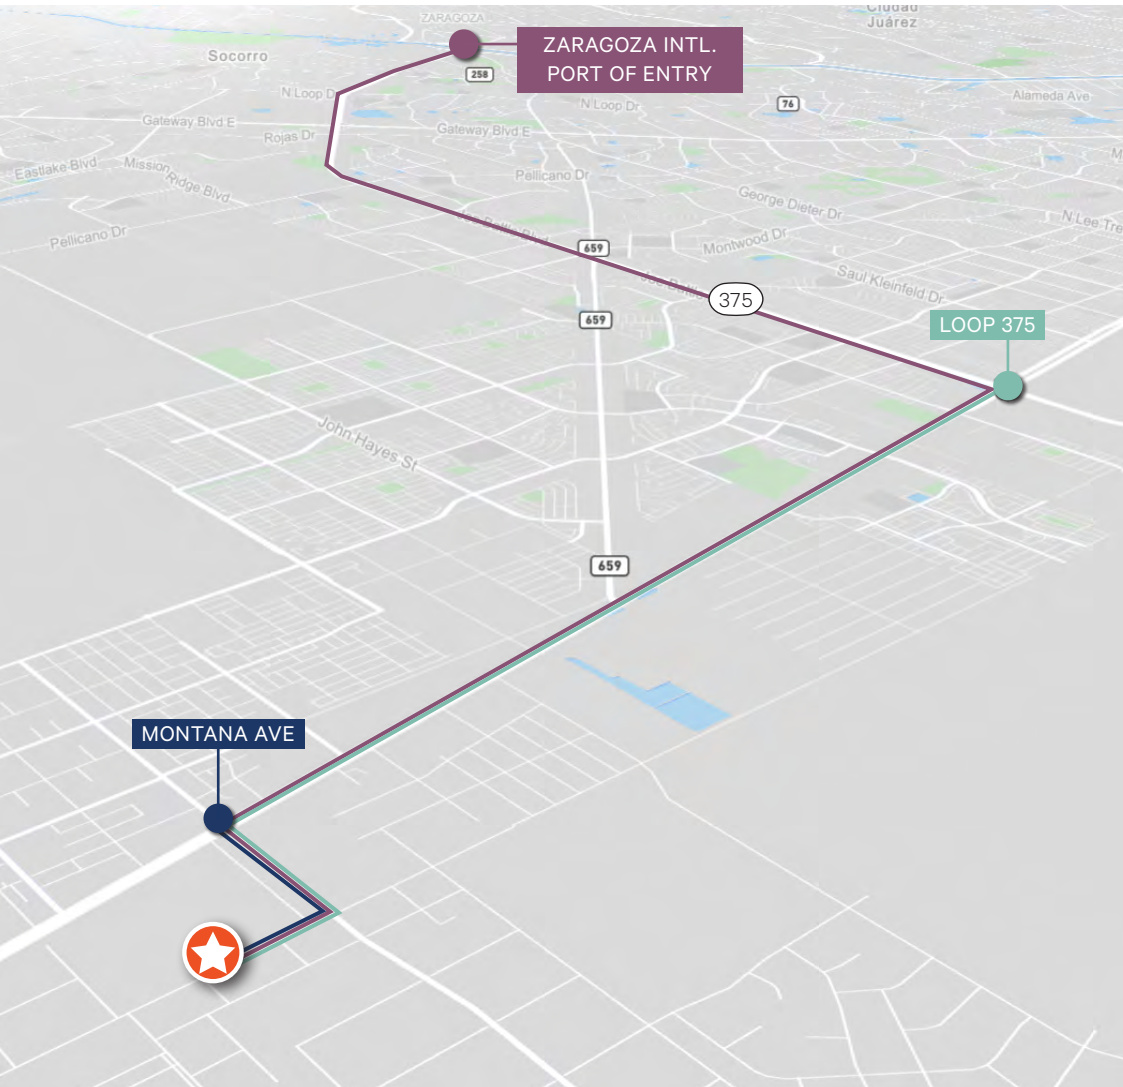 Ciudad
Juárez
ZARAGOZA
ZARAGOZA INTL.
PORT OF ENTRY
Socorro
258
N Loop D
N Loop Dr
76
Alameda Ave
Gateway Blvd E
Rojas Dr
Gateway Blvd E
Eastlake Blvd
Mission
Ridge Blvd
Pellicano Dr
George Dieter Dr
N Lee Tre
Pellicano Dr
Montwood Dr
659
Saul Kleinfeld Dr
375
659
LOOP 375
John Hayes St
659
MONTANA AVE